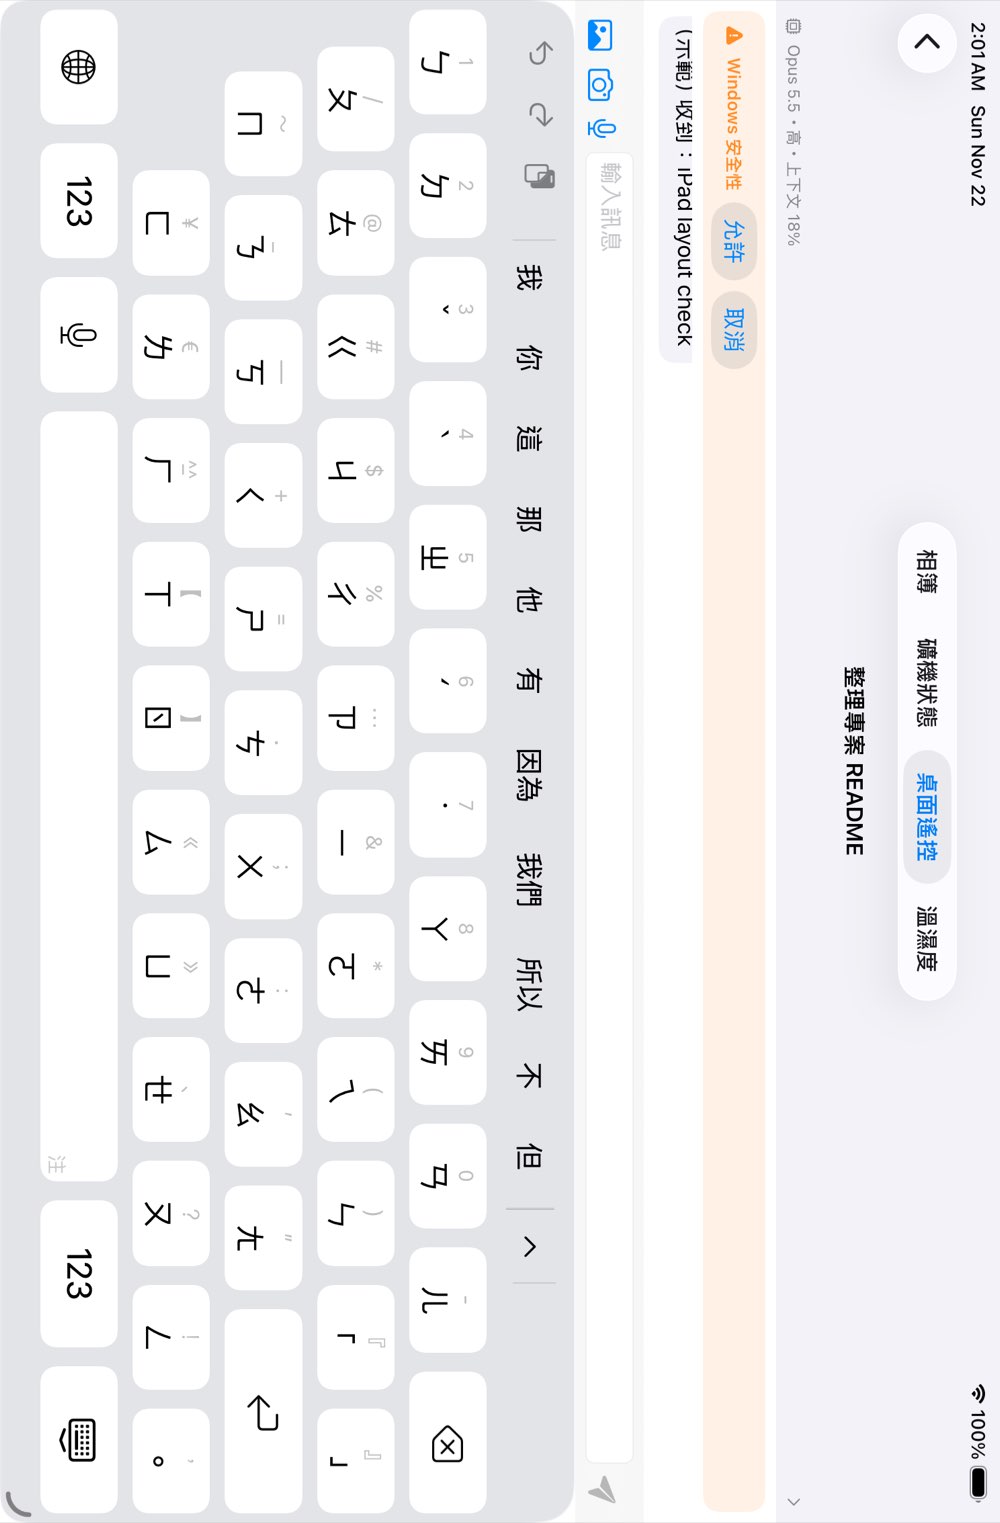 2:01 AM Sun Nov 22 100%
相簿 礦機狀態 桌面遙控 溫濕度
整理專案 README
Opus 5.5・高・上下文 18%
Windows 安全性 允許 取消
(示範) 收到：iPad layout check
輸入訊息
我 你 這 那 他 有 因為 我們 所以 不 但
1 2 3 4 5 6 7 8 9 0 -
ㄅ ㄉ ˇ ˋ ㄓ ˊ ˙ ㄚ ㄞ ㄢ ㄦ
/ @ # $ % … & * ( ) 『 』
ㄆ ㄊ ㄍ ㄐ ㄔ ㄗ ㄧ ㄛ ㄟ ㄣ 「 」
～ _ — + = · ; : ' "
ㄇ ㄋ ㄎ ㄑ ㄕ ㄘ ㄨ ㄜ ㄠ ㄤ
¥ € ^^ 【 】 《 》 、 ? ! ，
ㄈ ㄌ ㄏ ㄒ ㄖ ㄙ ㄩ ㄝ ㄡ ㄥ 。
123 注 123